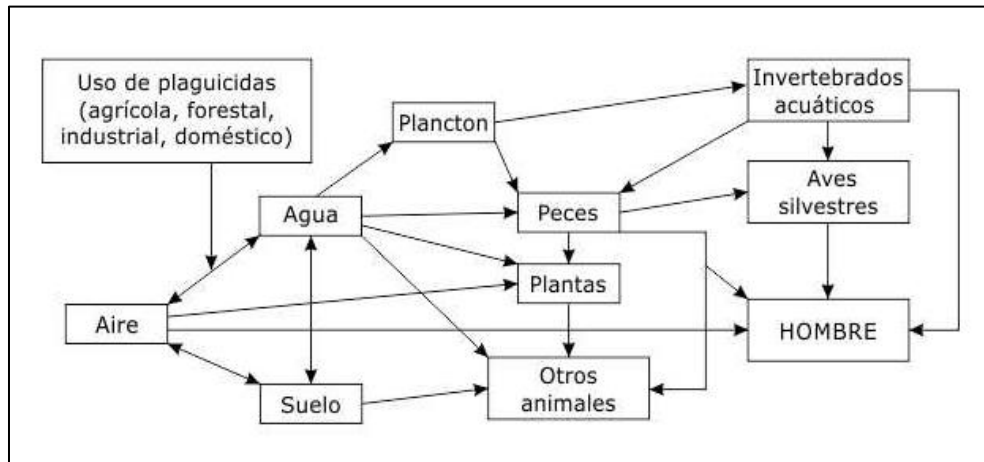 Uso de plaguicidas
(agrícola, forestal,
industrial, doméstico)
Invertebrados
acuáticos
Plancton
Aves
silvestres
Agua
Peces
Plantas
Aire
HOMBRE
Suelo
Otros
animales